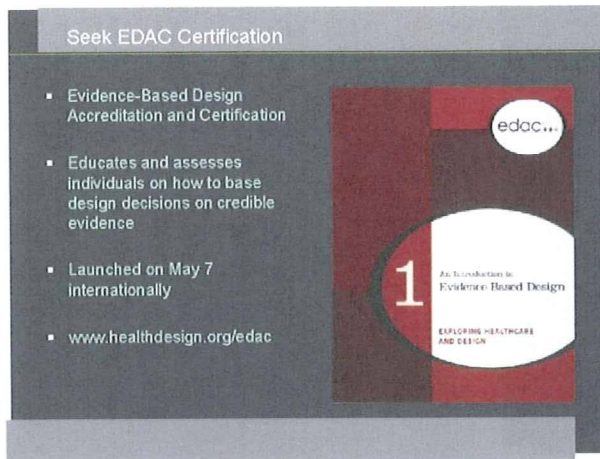 Seek EDAC Certification
▪ Evidence-Based Design
Accreditation and Certification
▪ Educates and assesses
individuals on how to base
design decisions on credible
evidence
▪ Launched on May 7
internationally
▪ www.healthdesign.org/edac
edac...
1
An Introduction to
Evidence Based Design
EXPLORING HEALTHCARE
AND DESIGN